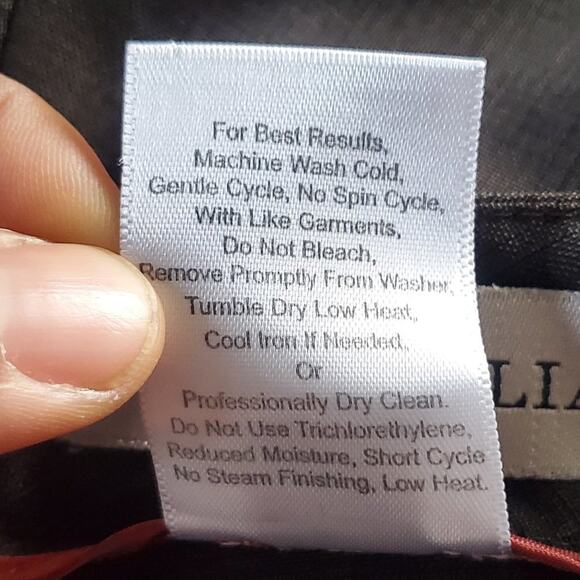 For Best Results,
Machine Wash Cold,
Gentle Cycle, No Spin Cycle,
With Like Garments,
Do Not Bleach,
Remove Promptly From Washer,
Tumble Dry Low Heat,
Cool Iron If Needed,
Or
Professionally Dry Clean.
Do Not Use Trichlorethylene,
Reduced Moisture, Short Cycle
No Steam Finishing, Low Heat.